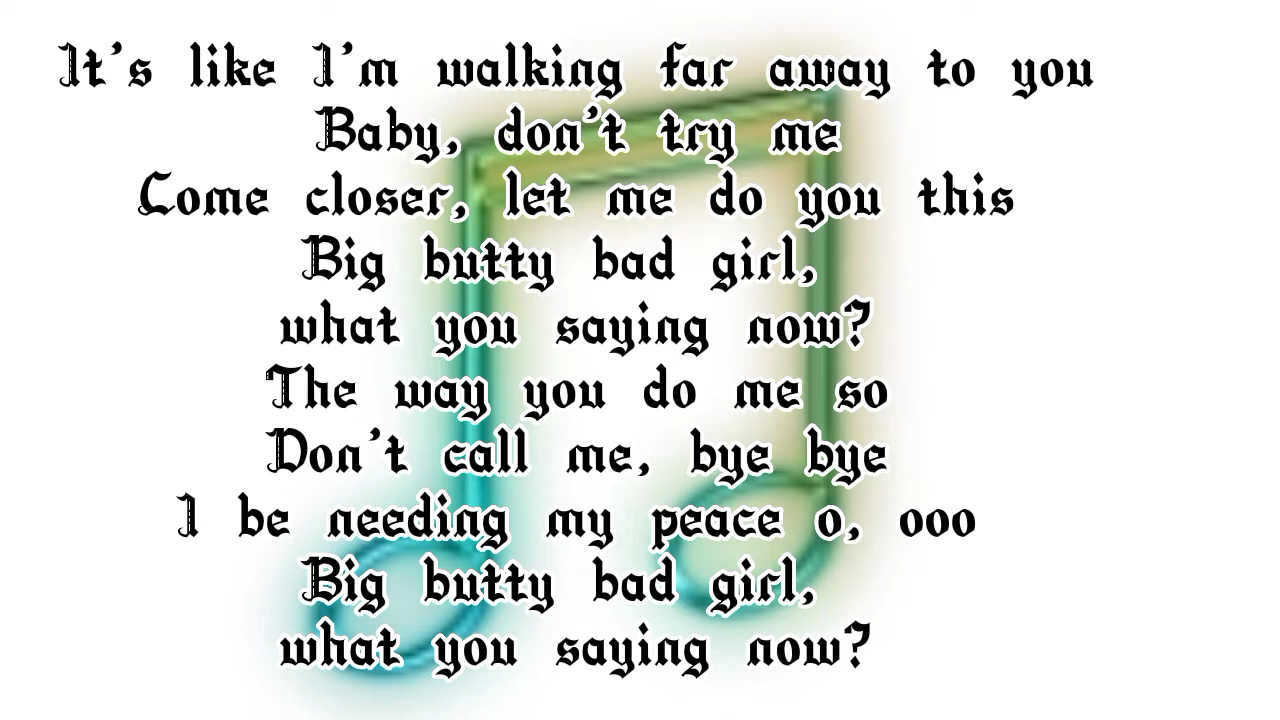 It's like I'm walking far away to you
Baby, don't try me
Come closer, let me do you this
Big butty bad girl,
what you saying now?
The way you do me so
Don't call me, bye bye
I be needing my peace o, ooo
Big butty bad girl,
what you saying now?